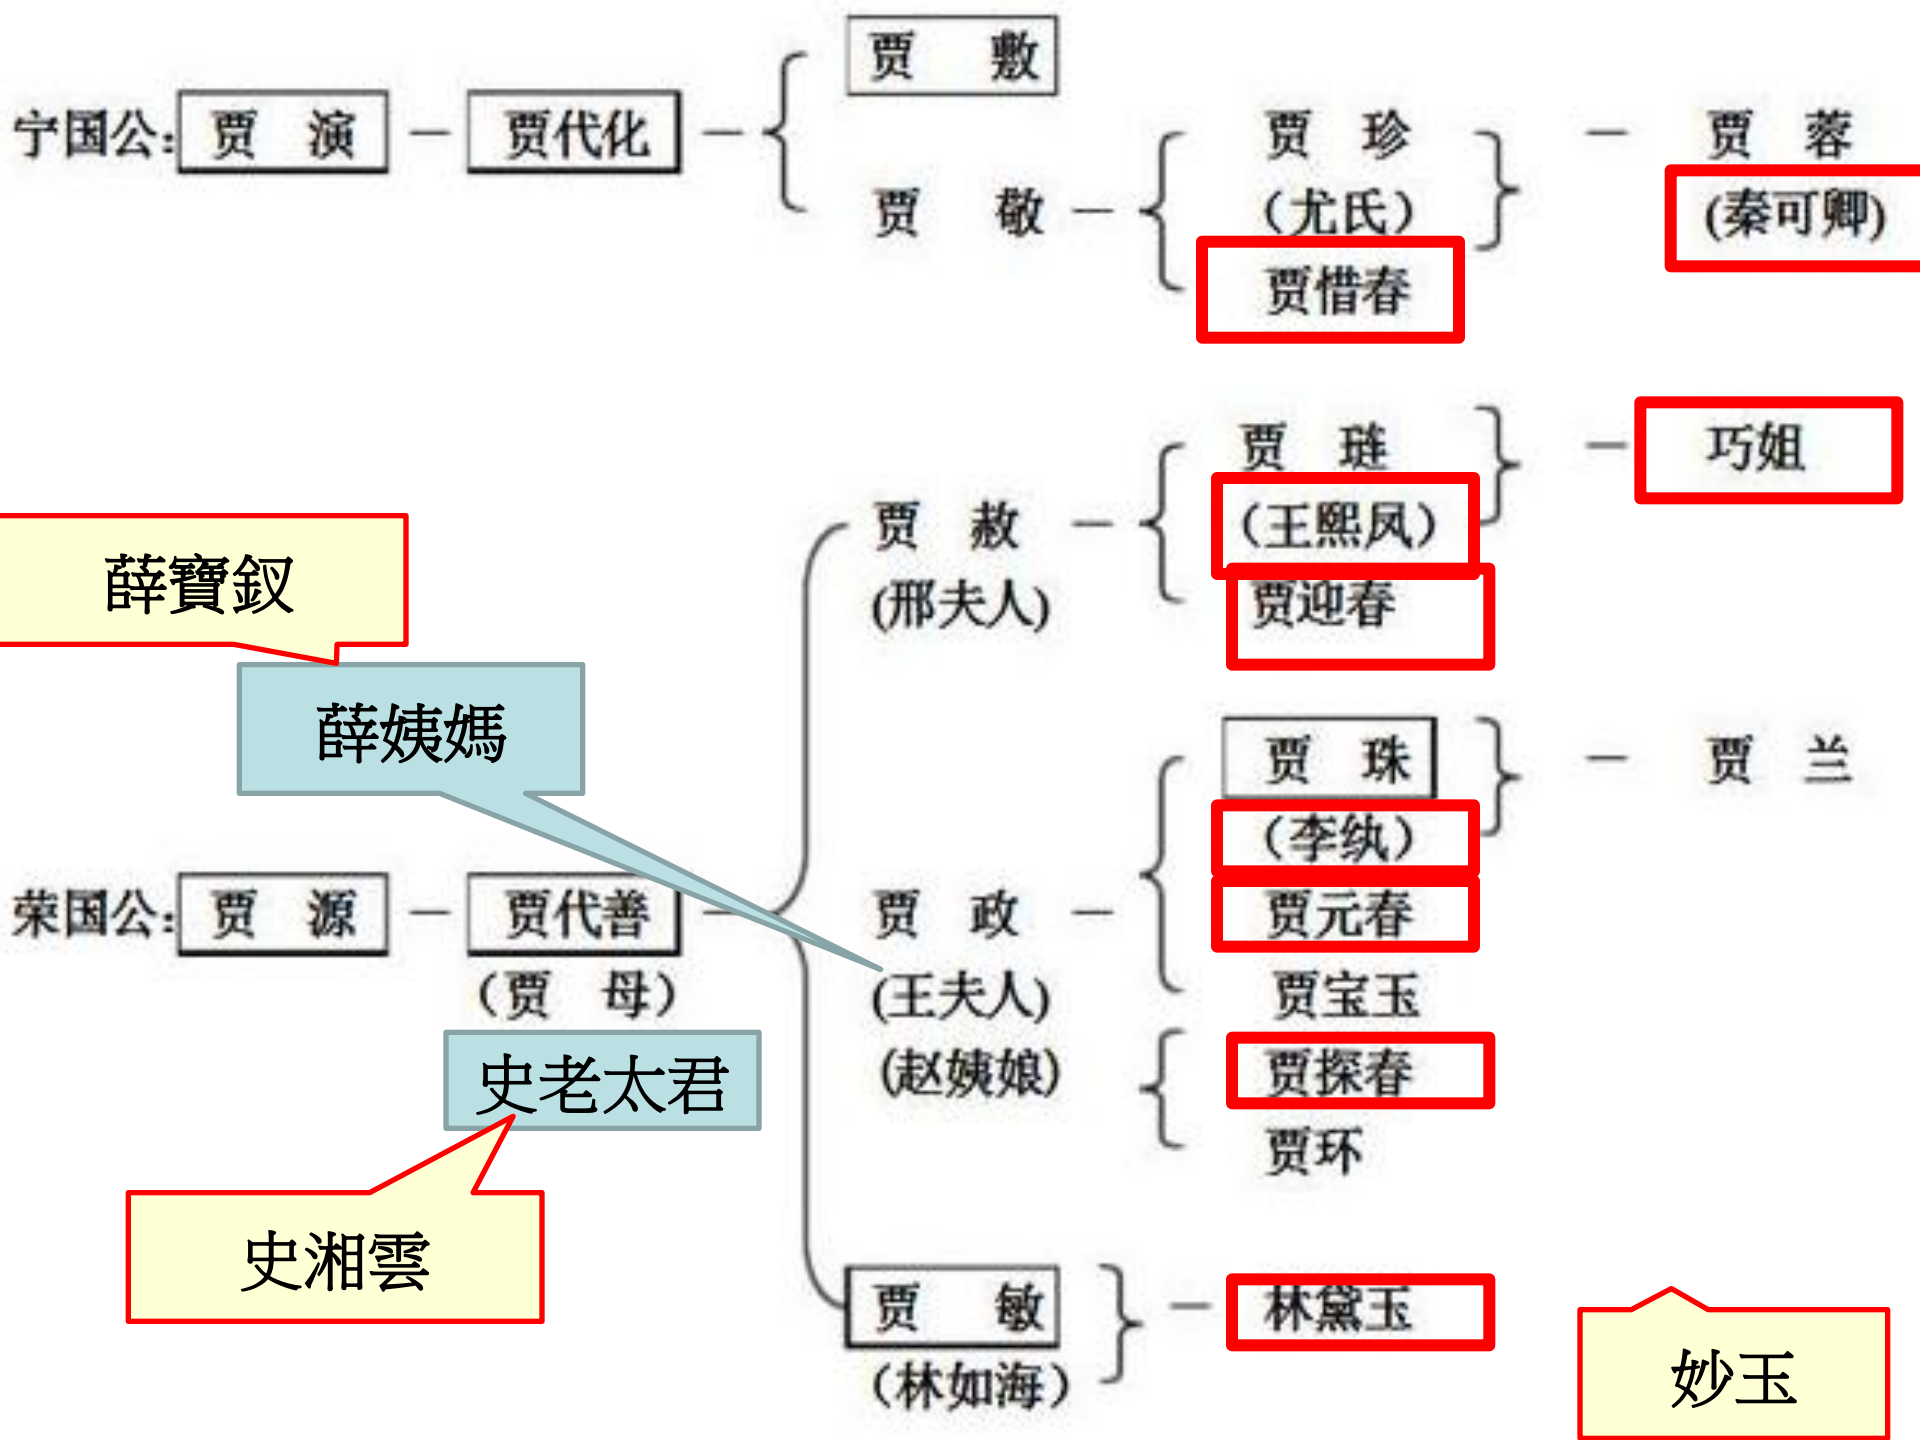 贾 敷
宁国公: 贾 演 — 贾代化 — 贾 珍 — 贾 蓉
贾 敬 — (尤氏) (秦可卿)
贾惜春
贾 琏 — 巧姐
贾 赦 — (王熙凤)
薛寶釵
(邢夫人) 贾迎春
薛姨媽
贾 珠 — 贾 兰
(李纨)
荣国公: 贾 源 — 贾代善 — 贾 政 — 贾元春
(贾 母) (王夫人) 贾宝玉
史老太君 (赵姨娘) 贾探春
贾环
史湘雲
贾 敏 — 林黛玉
(林如海)
妙玉